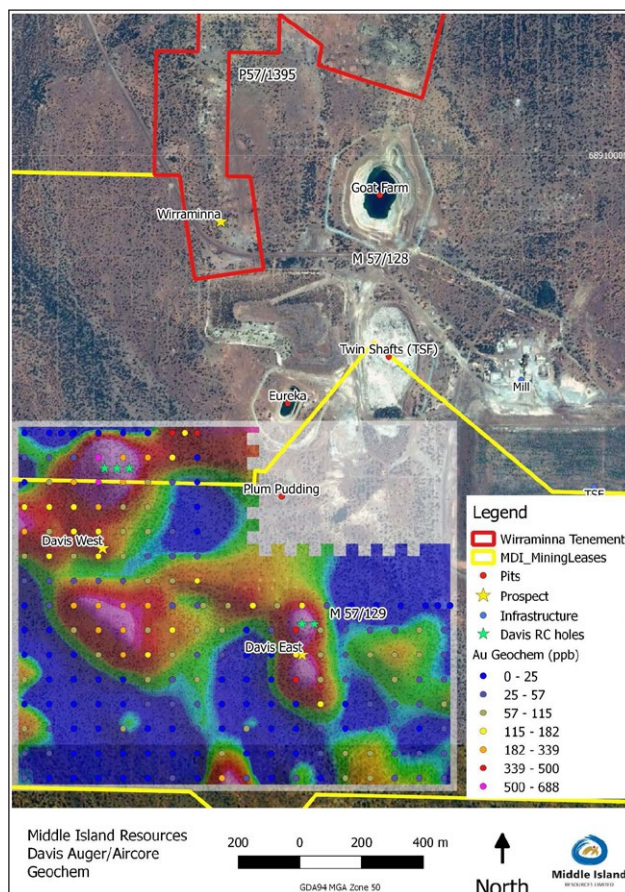 P57/1395
6891000
Goat Farm
Wirraminna
M 57/128
Twin Shafts (TSF)
Mill
Eureka
Plum Pudding
TSF
Davis West
M 57/129
Davis East
Legend
Wirraminna Tenement
MDI_MiningLeases
Pits
Prospect
Infrastructure
Davis RC holes
Au Geochem (ppb)
0 - 25
25 - 57
57 - 115
115 - 182
182 - 339
339 - 500
500 - 688
Middle Island Resources
Davis Auger/Aircore
Geochem
200 0 200 400 m
GDA94 MGA Zone 50
North
Middle Island
RESOURCES LIMITED